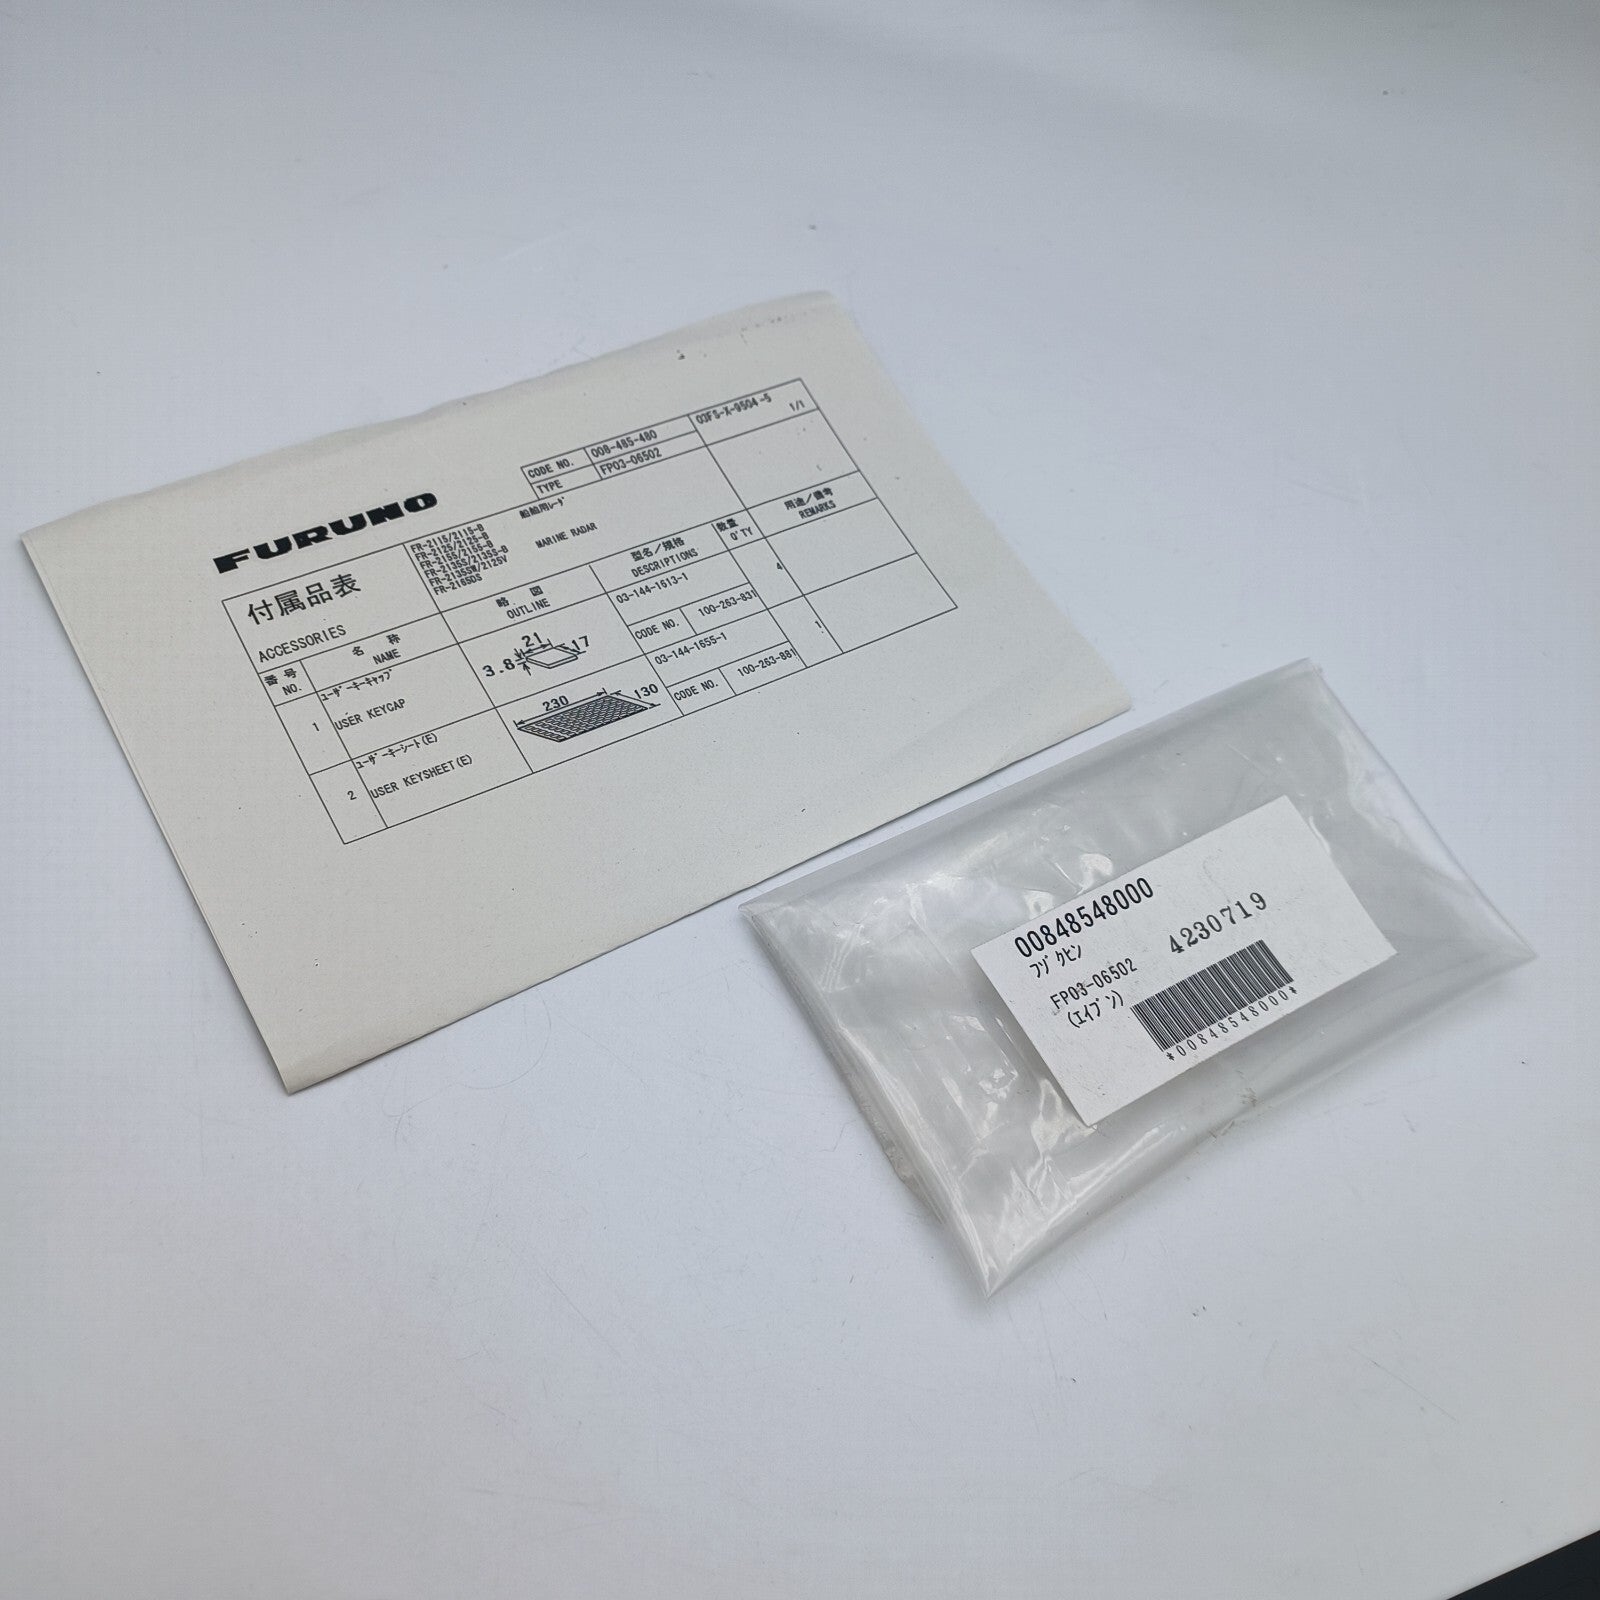 FURUNO
CODE NO.
008-485-480
TYPE
FP03-06502
03FS-X-9504 -5
1/1
付属品表
ACCESSORIES
FR-2115/2115-B
FR-2125/2125-B
FR-2155/2155-B
FR-2135S/2135S-B
FR-2135SW/2125V
FR-2165DS
船舶用レーダ
MARINE RADAR
番 号
NO.
名 称
NAME
略 図
OUTLINE
型名／規格
DESCRIPTIONS
数量
Q'TY
用途／備考
REMARKS
1
ユーザーキーキャップ
USER KEYCAP
21
17
3.8
03-144-1613-1
CODE NO.
100-263-831
4
2
ユーザーキーシート(E)
USER KEYSHEET(E)
230
130
03-144-1655-1
CODE NO.
100-263-881
1
00848548000
フゾクヒン
4230719
FP03-06502
(エイブン)
*00848548000*